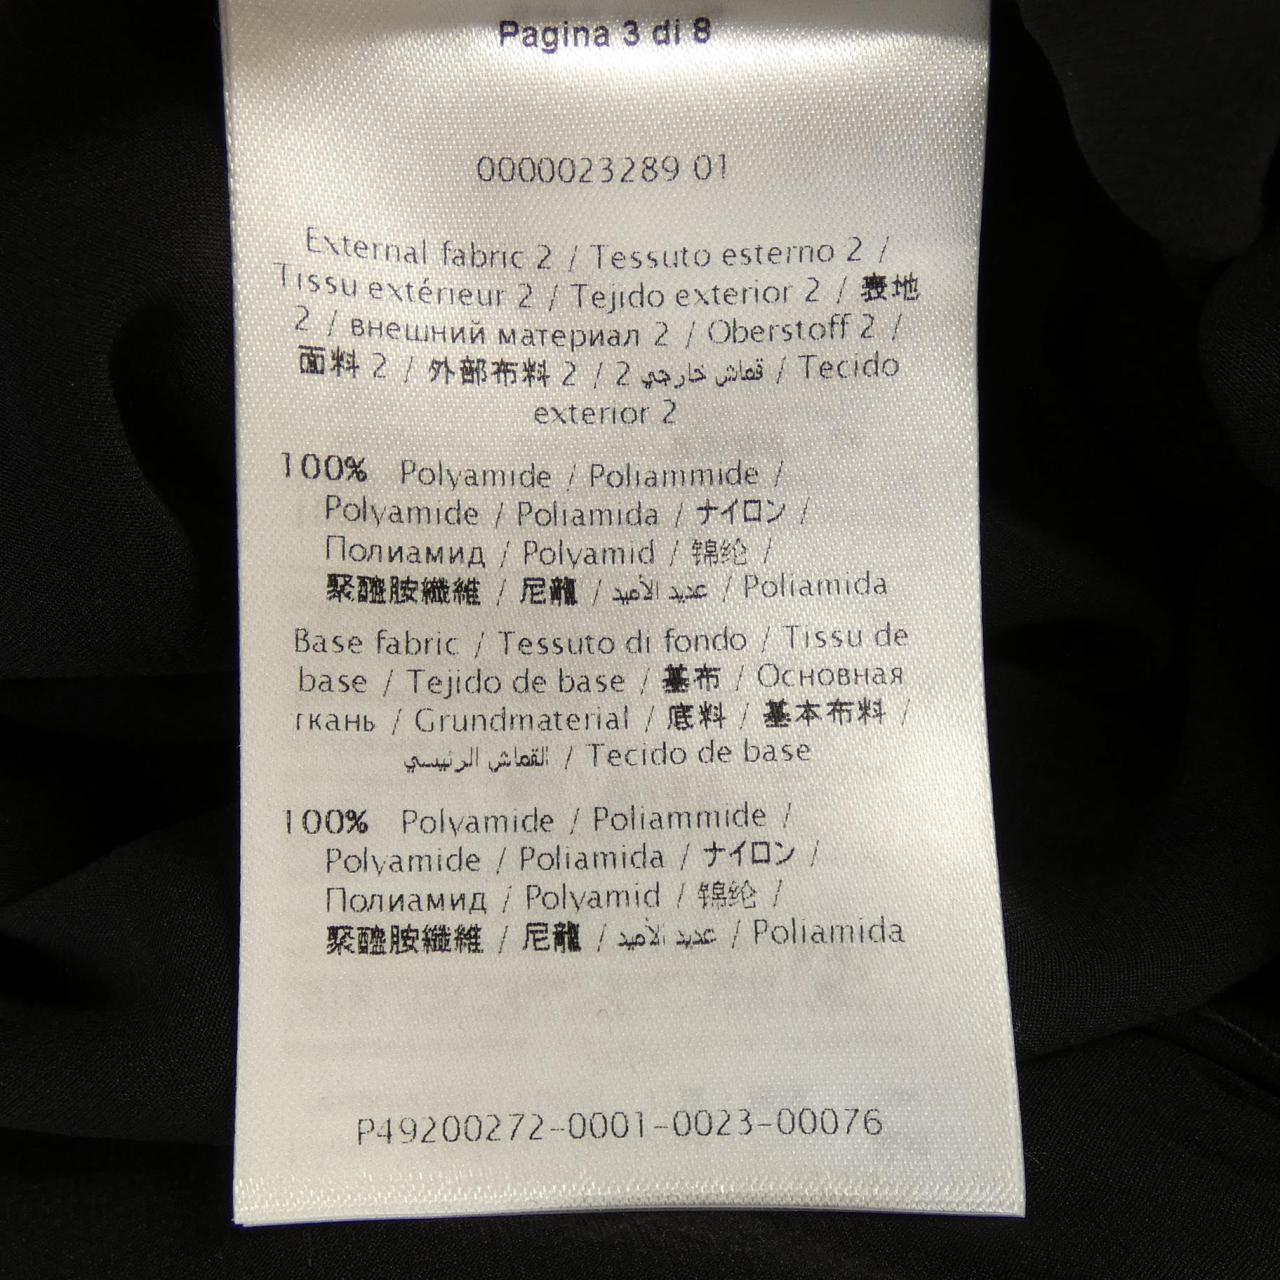 Pagina 3 di 8
0000023289 01
External fabric 2 / Tessuto esterno 2 /
Tissu extérieur 2 / Tejido exterior 2 / 表地
2 / внешний материал 2 / Oberstoff 2 /
面料 2 / 外部布料 2 / 2 قماش خارجي / Tecido
exterior 2
100% Polyamide / Poliammide /
Polyamide / Poliamida / ナイロン /
Полиамид / Polyamid / 锦纶 /
聚醯胺纖維 / 尼龍 / عديد الأميد / Poliamida
Base fabric / Tessuto di fondo / Tissu de
base / Tejido de base / 基布 / Основная
ткань / Grundmaterial / 底料 / 基本布料 /
القماش الرئيسي / Tecido de base
100% Polyamide / Poliammide /
Polyamide / Poliamida / ナイロン /
Полиамид / Polyamid / 锦纶 /
聚醯胺纖維 / 尼龍 / عديد الأميد / Poliamida
P49200272-0001-0023-00076